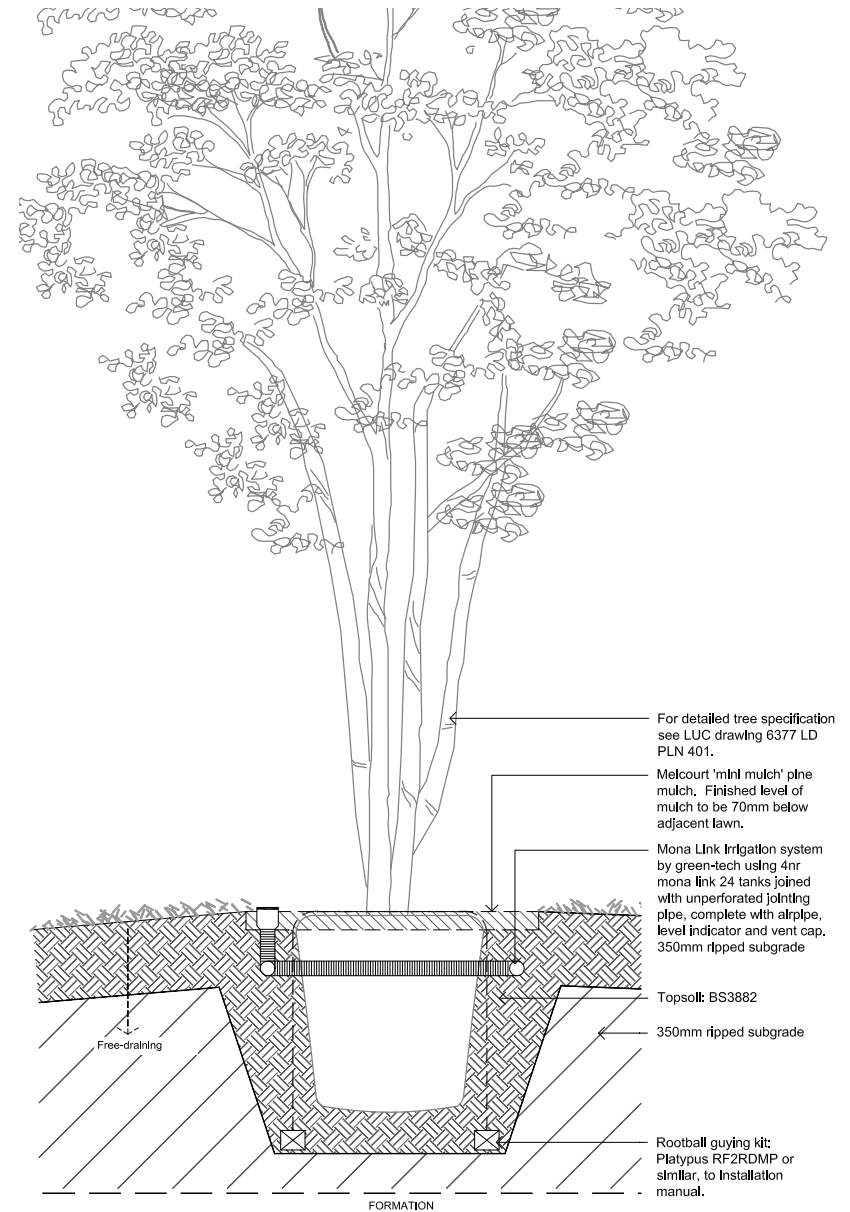 For detailed tree specification
see LUC drawing 6377 LD
PLN 401.
Melcourt 'mini mulch' pine
mulch. Finished level of
mulch to be 70mm below
adjacent lawn.
Mona Link irrigation system
by green-tech using 4nr
mona link 24 tanks joined
with unperforated jointing
pipe, complete with airpipe,
level indicator and vent cap.
350mm ripped subgrade
Topsoil: BS3882
350mm ripped subgrade
Free-draining
Rootball guying kit:
Platypus RF2RDMP or
similar, to installation
manual.
FORMATION